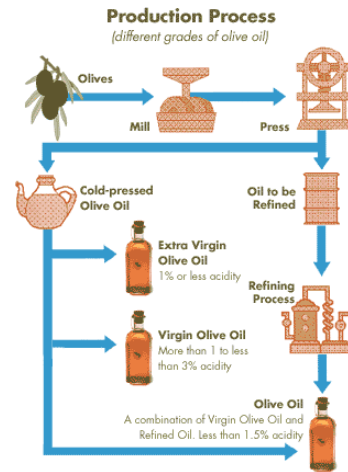 Production Process
(different grades of olive oil)
Olives
Mill
Press
Cold-pressed
Olive Oil
Oil to be
Refined
Extra Virgin
Olive Oil
1% or less acidity
Refining
Process
Virgin Olive Oil
More than 1 to less
than 3% acidity
Olive Oil
A combination of Virgin Olive Oil and
Refined Oil. Less than 1.5% acidity